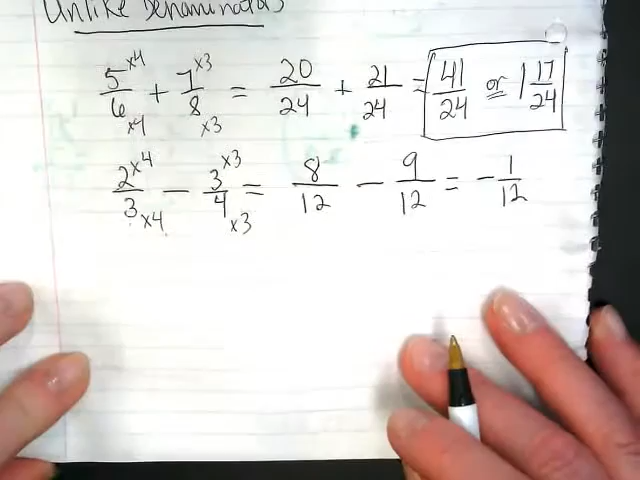 Unlike Denominators
5/6 ×4 ×4 + 7/8 ×3 ×3 = 20/24 + 21/24 = 41/24 or 1 17/24
2/3 ×4 ×4 − 3/4 ×3 ×3 = 8/12 − 9/12 = − 1/12